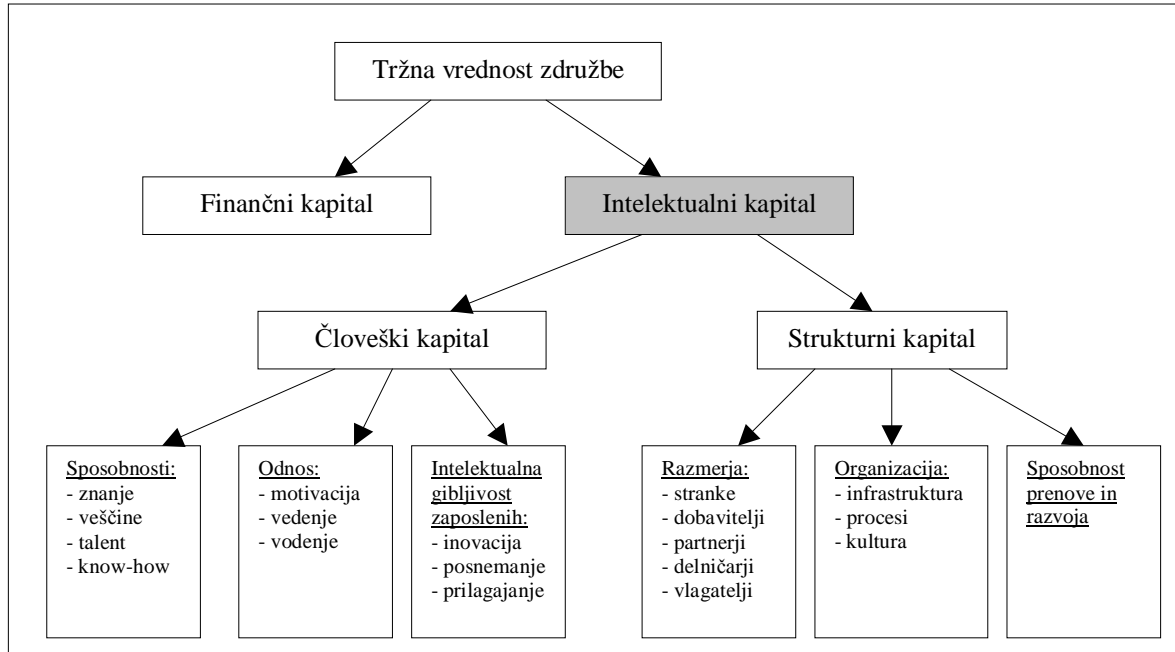 Tržna vrednost združbe
Finančni kapital
Intelektualni kapital
Človeški kapital
Strukturni kapital
Sposobnosti:
- znanje
- veščine
- talent
- know-how
Odnos:
- motivacija
- vedenje
- vodenje
Intelektualna
gibljivost
zaposlenih:
- inovacija
- posnemanje
- prilagajanje
Razmerja:
- stranke
- dobavitelji
- partnerji
- delničarji
- vlagatelji
Organizacija:
- infrastruktura
- procesi
- kultura
Sposobnost
prenove in
razvoja